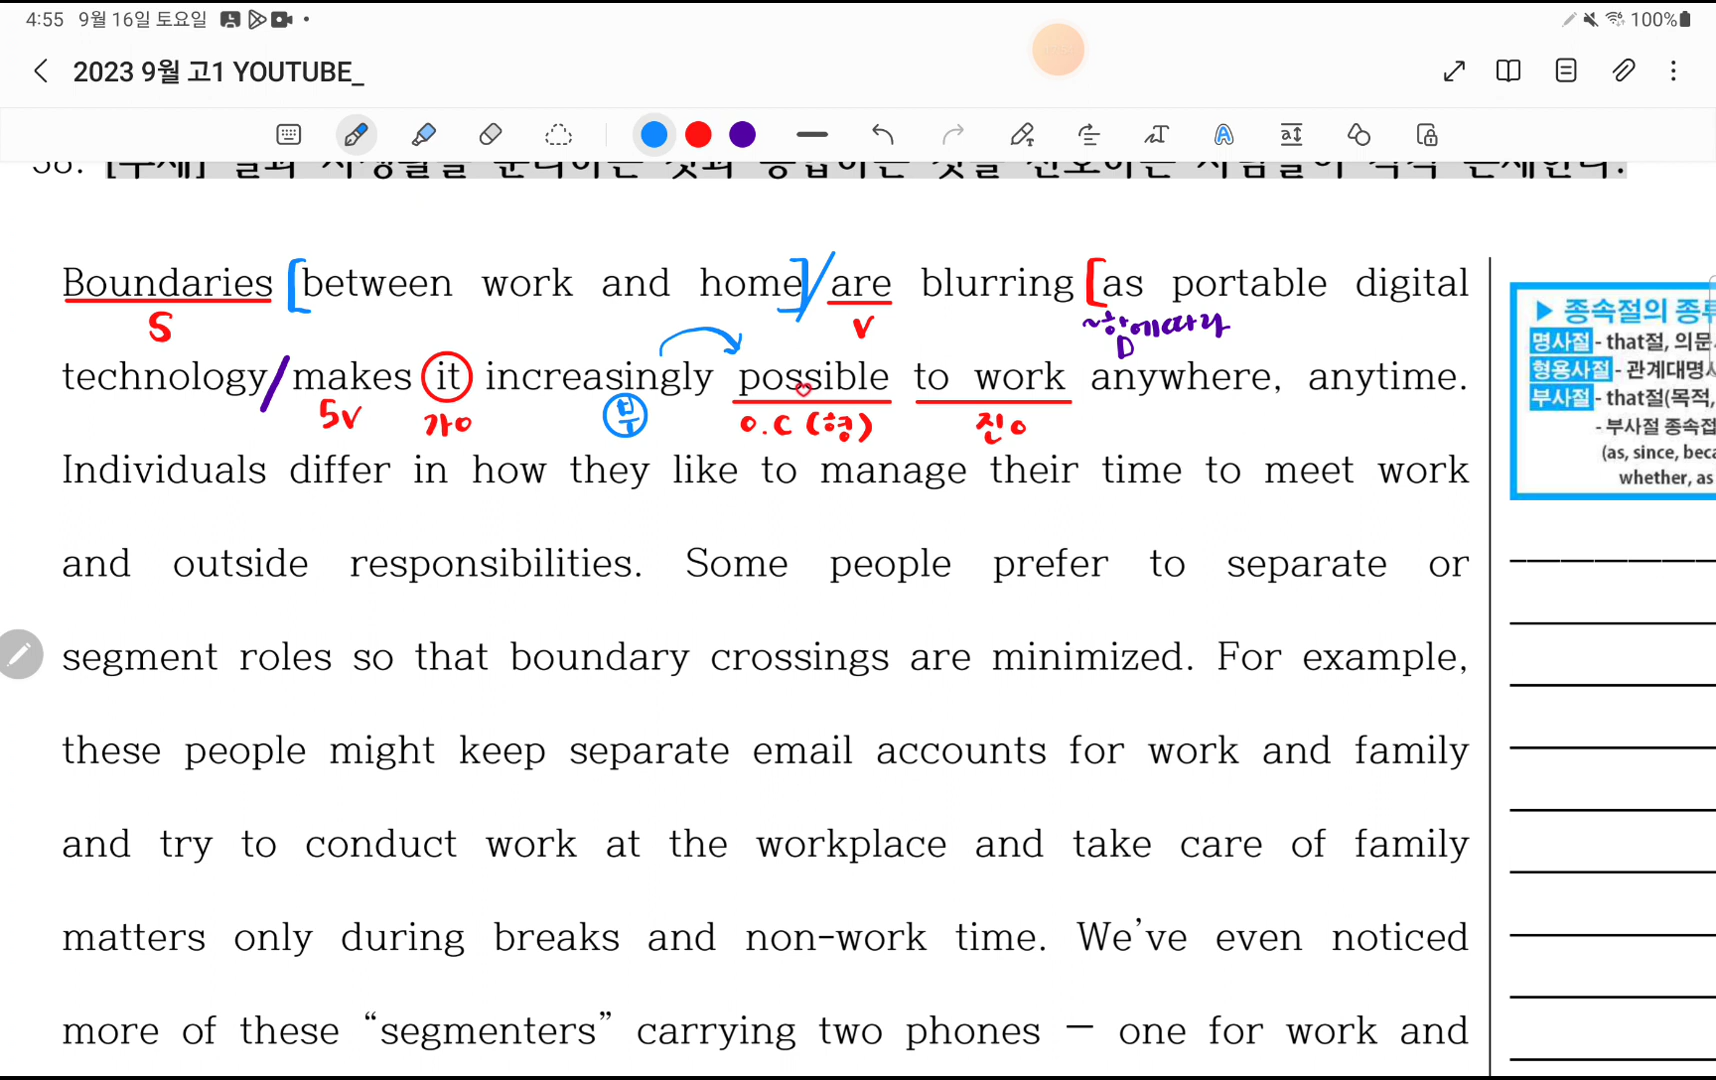 4:55 9월 16일 토요일
100%
2023 9월 고1 YOUTUBE_
Boundaries [between work and home]/are blurring [as portable digital
S V ~함에따라
D
technology/makes it increasingly possible to work anywhere, anytime.
5V 가O 부 O.C (형) 진O
Individuals differ in how they like to manage their time to meet work
and outside responsibilities. Some people prefer to separate or
segment roles so that boundary crossings are minimized. For example,
these people might keep separate email accounts for work and family
and try to conduct work at the workplace and take care of family
matters only during breaks and non-work time. We've even noticed
more of these “segmenters” carrying two phones — one for work and
▶ 종속절의 종류
명사절 - that절, 의문
형용사절 - 관계대명사
부사절 - that절(목적,
- 부사절 종속접
(as, since, beca
whether, as